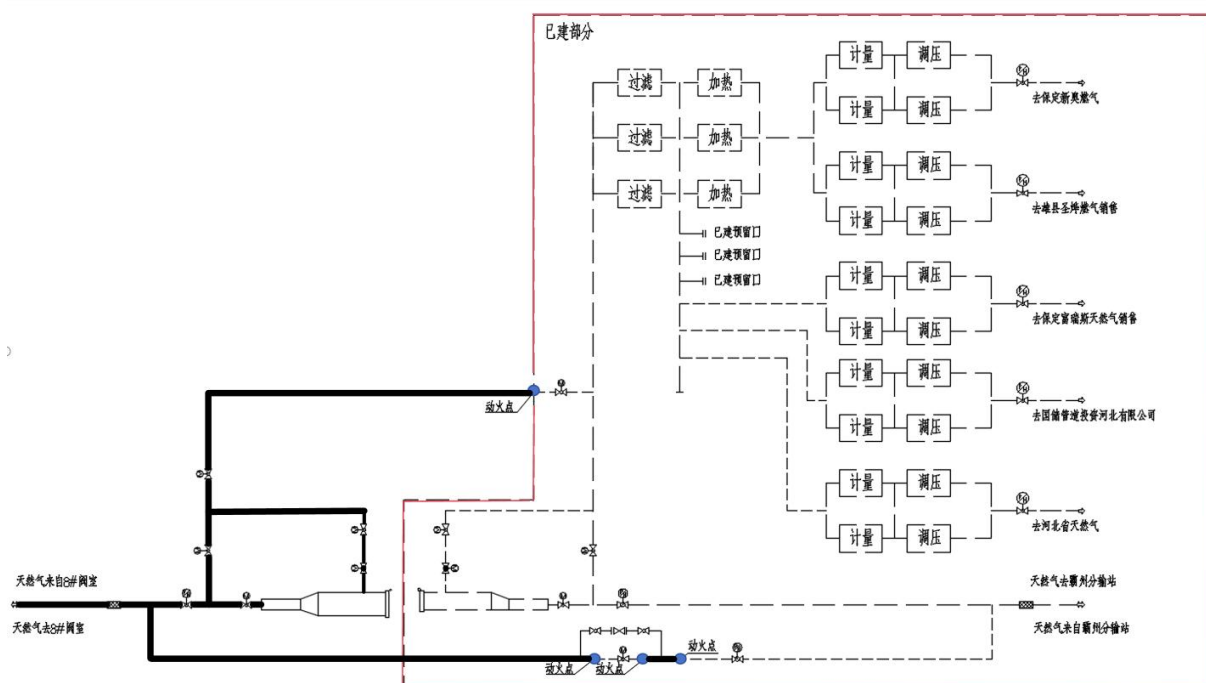 已建部分
过滤 加热
过滤 加热
过滤 加热
计量 调压
计量 调压
去保定新奥燃气
计量 调压
计量 调压
去雄县圣烨燃气销售
已建预留口
已建预留口
已建预留口
计量 调压
计量 调压
去保定富瑞斯天然气销售
计量 调压
计量 调压
去国储管道投资河北有限公司
计量 调压
计量 调压
去河北省天然气
动火点
天然气来自8#阀室
天然气去8#阀室
天然气去霸州分输站
天然气来自霸州分输站
动火点
动火点
动火点